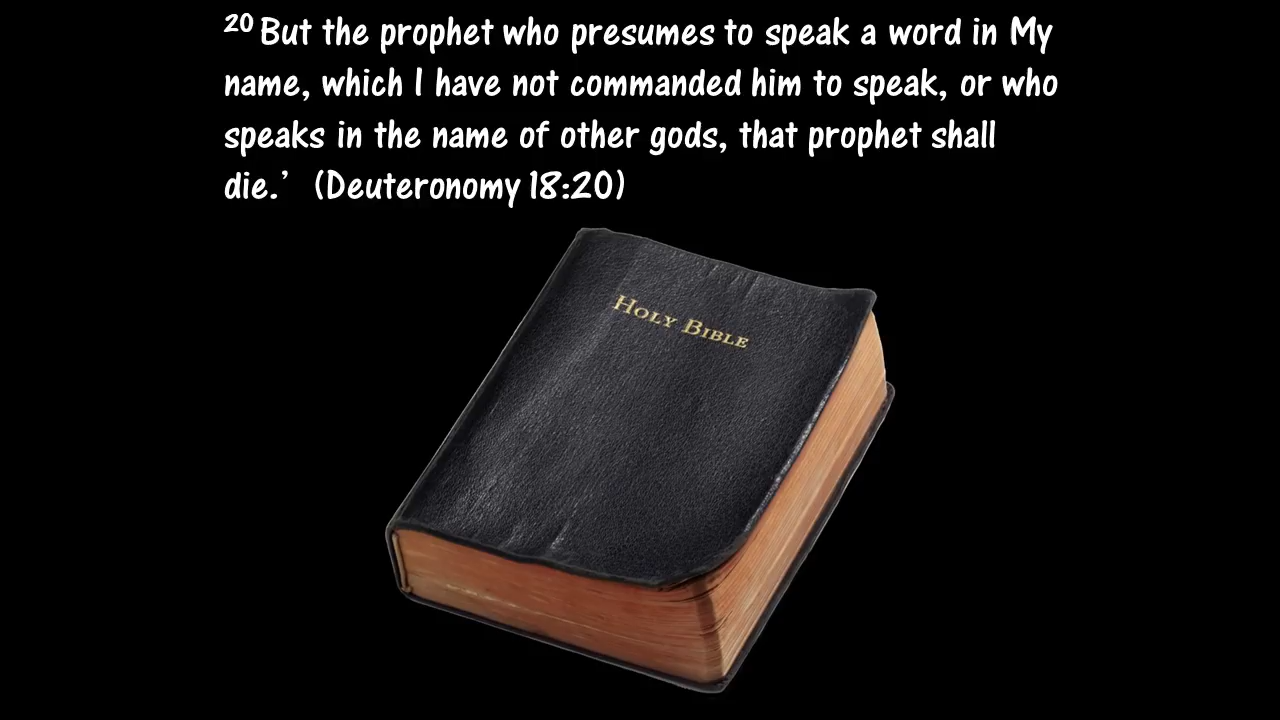 20 But the prophet who presumes to speak a word in My
name, which I have not commanded him to speak, or who
speaks in the name of other gods, that prophet shall
die.’ (Deuteronomy 18:20)
HOLY BIBLE